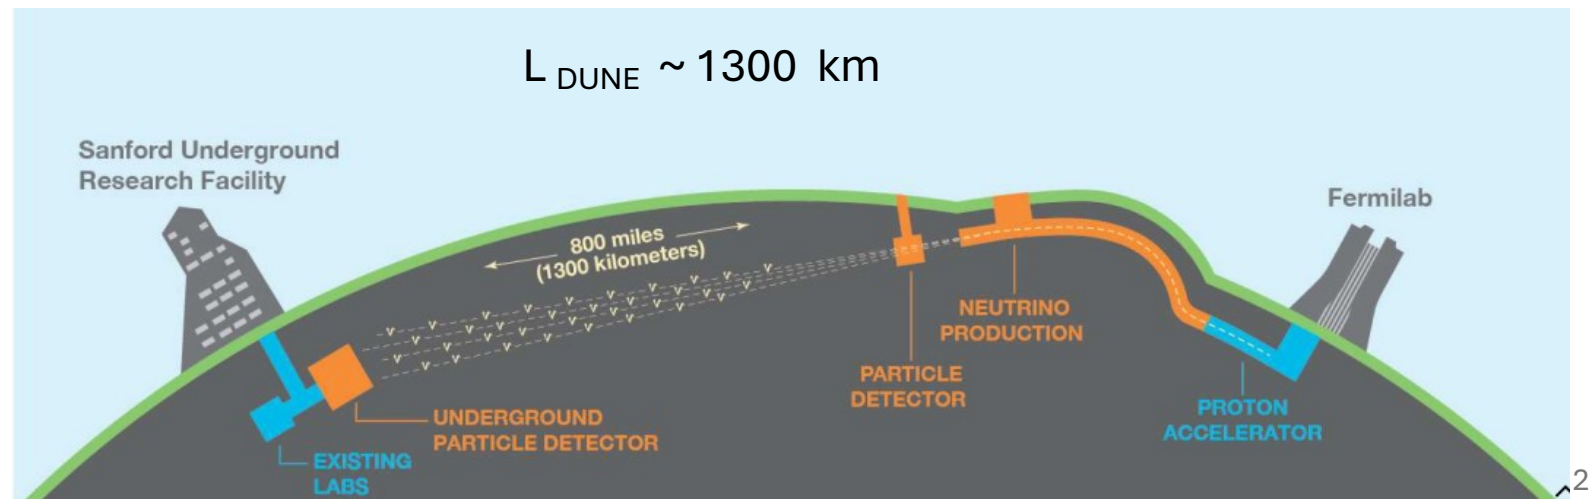 L DUNE ~ 1300 km
Sanford Underground
Research Facility
Fermilab
800 miles
(1300 kilometers)
NEUTRINO
PRODUCTION
PARTICLE
DETECTOR
PROTON
ACCELERATOR
UNDERGROUND
PARTICLE DETECTOR
EXISTING
LABS
2